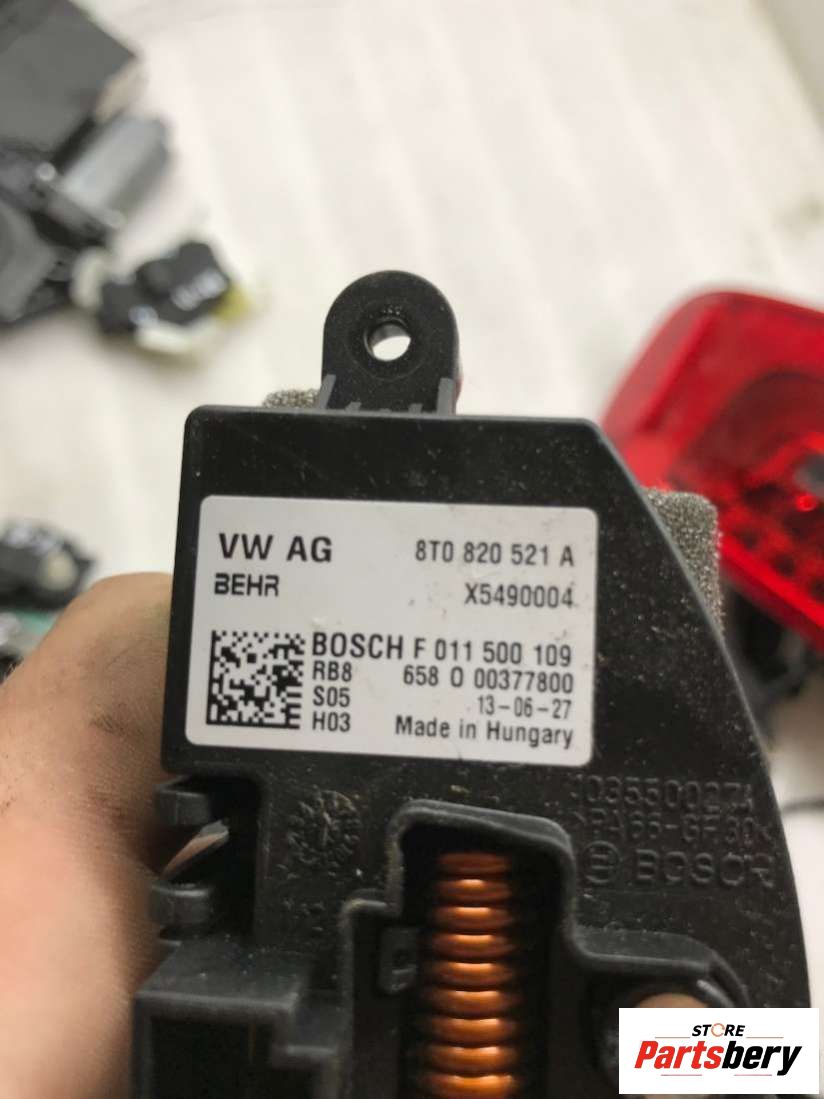 VW AG 8T0 820 521 A
BEHR X5490004
BOSCH F 011 500 109
RB8 658 0 00377800
S05 13-06-27
H03 Made in Hungary
>PA66-GF30<
BOSCH
STORE
Partsbery